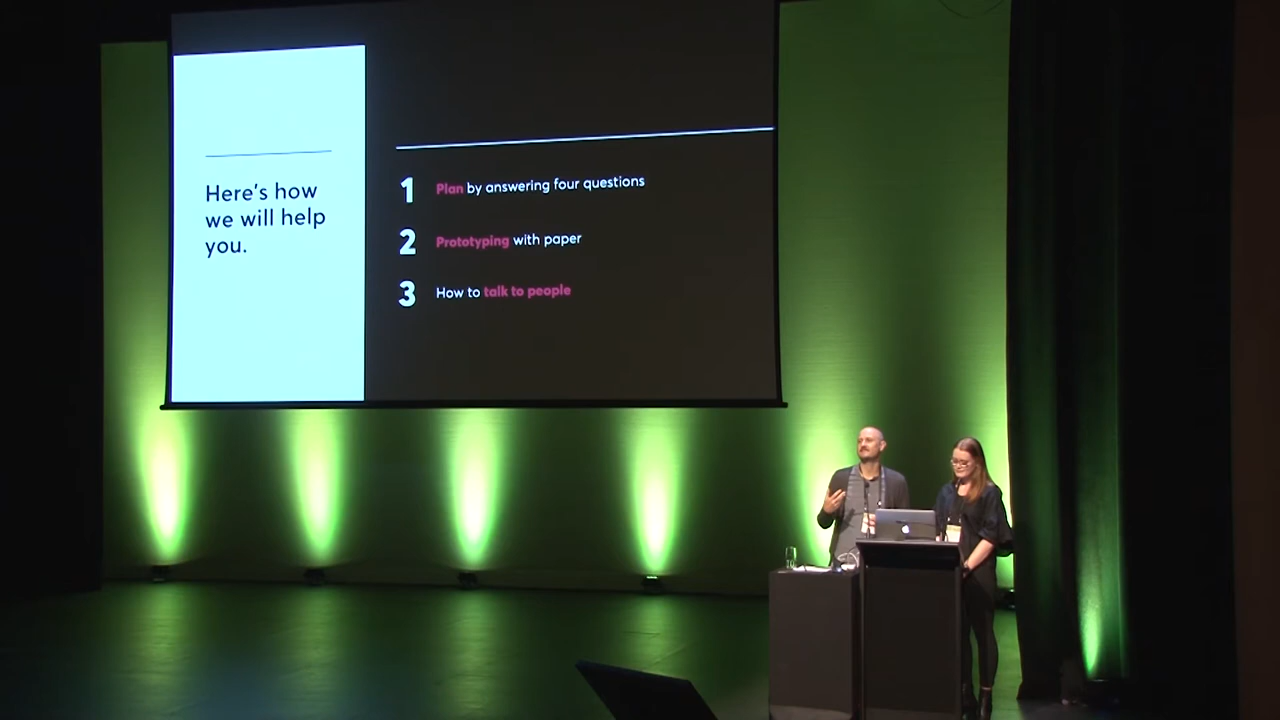 Here's how
we will help
you.
1 Plan by answering four questions
2 Prototyping with paper
3 How to talk to people